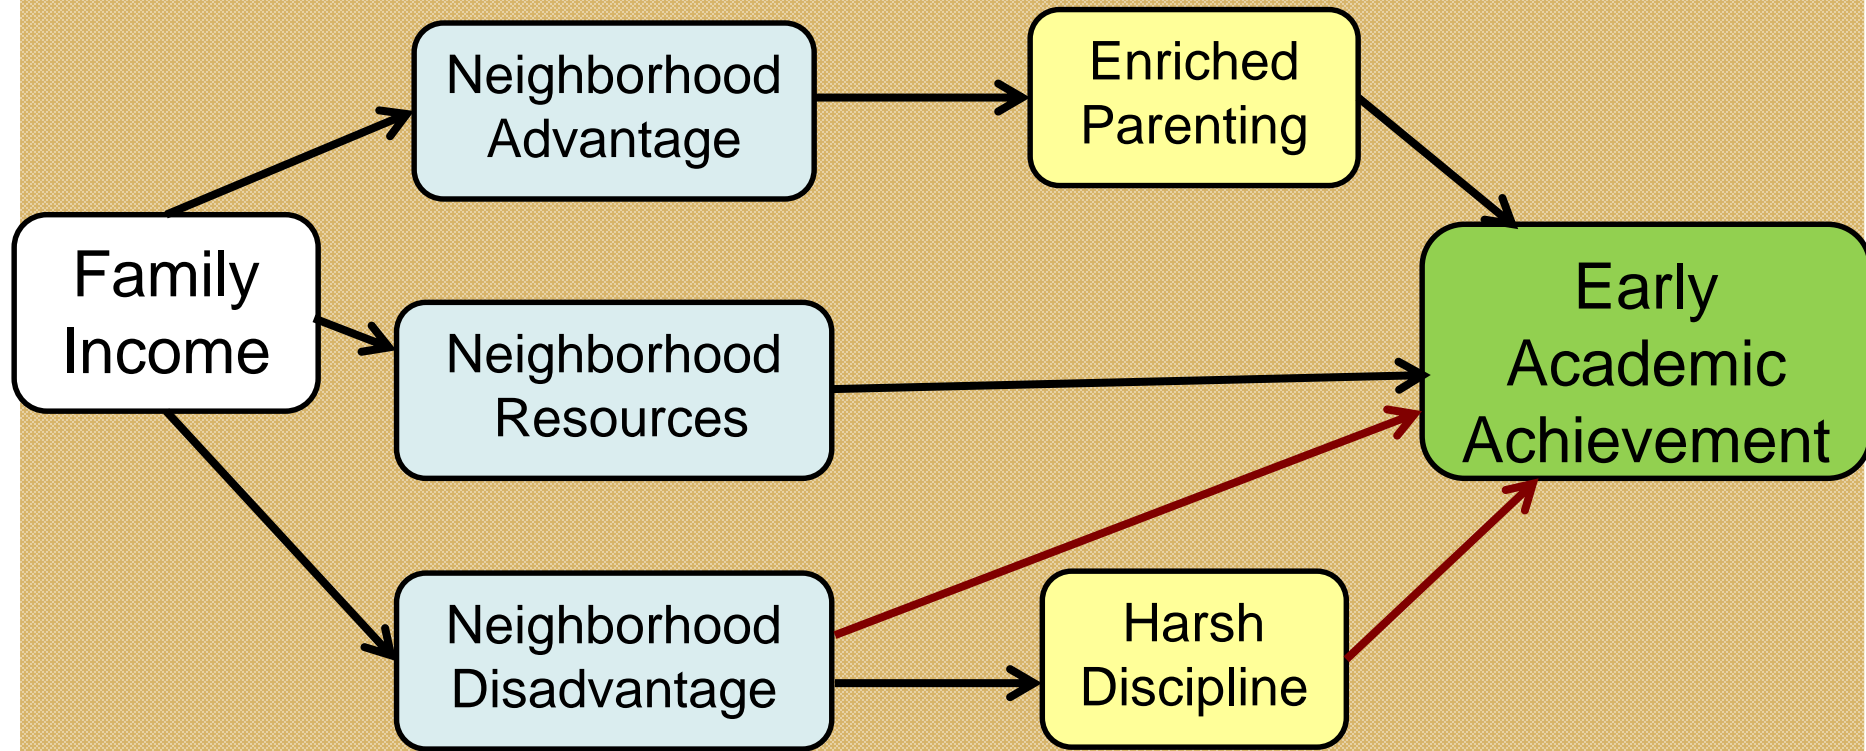 Neighborhood
Advantage
Enriched
Parenting
Family
Income
Neighborhood
Resources
Early
Academic
Achievement
Neighborhood
Disadvantage
Harsh
Discipline